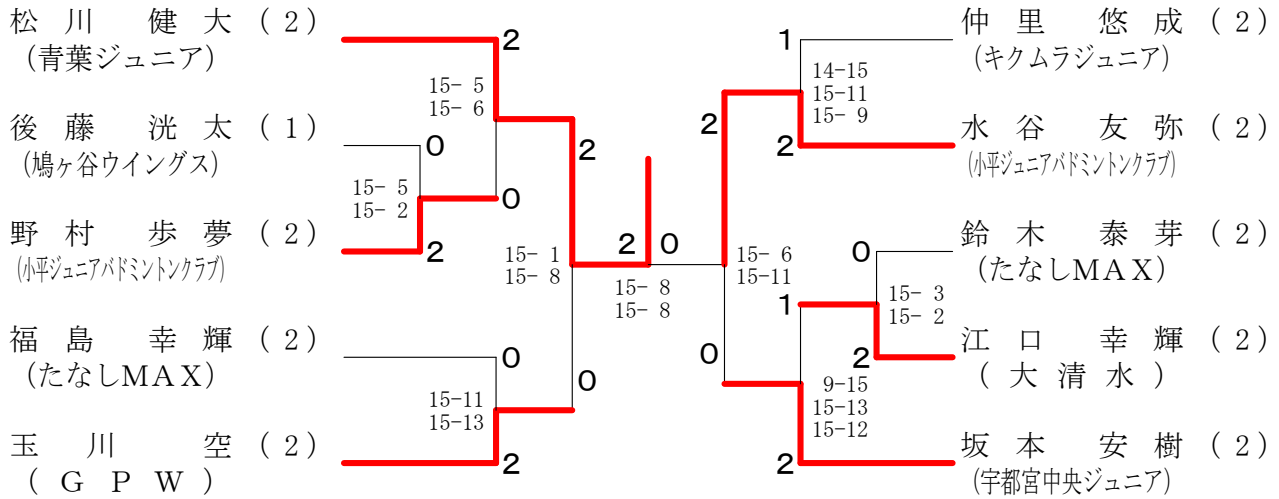 松川 健大 (2)
(青葉ジュニア)
後藤 洸太 (1)
(鳩ヶ谷ウイングス)
野村 歩夢 (2)
(小平ジュニアバドミントンクラブ)
福島 幸輝 (2)
(たなしMAX)
玉川 空 (2)
(GPW)
2
15- 5
15- 6
0
15- 5
15- 2
2
0
2
15- 1
15- 8
0
15-11
15-13
2
0
2
0
15- 8
15- 8
1
14-15
15-11
15- 9
2
2
15- 6
15-11
0
0
15- 3
15- 2
2
1
9-15
15-13
15-12
2
仲里 悠成 (2)
(キクムラジュニア)
水谷 友弥 (2)
(小平ジュニアバドミントンクラブ)
鈴木 泰芽 (2)
(たなしMAX)
江口 幸輝 (2)
(大清水)
坂本 安樹 (2)
(宇都宮中央ジュニア)